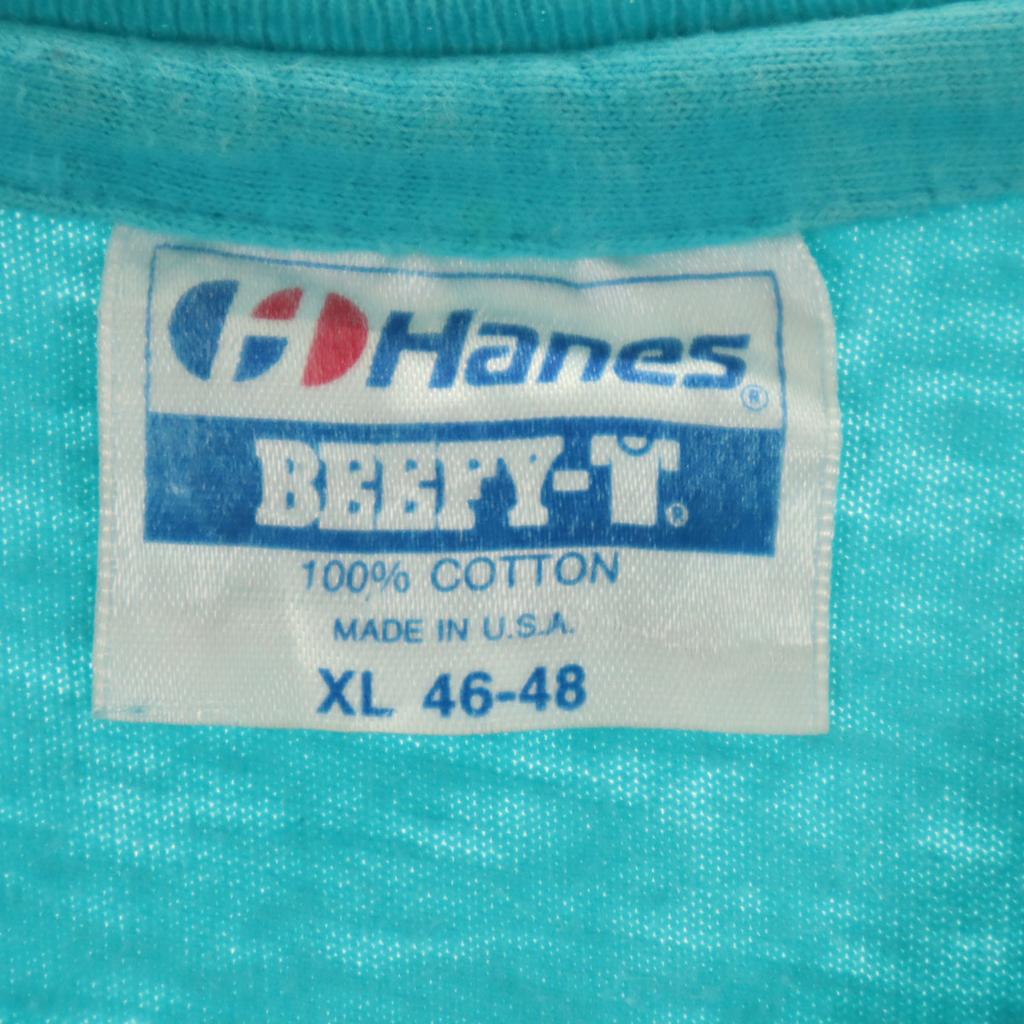 Hanes®
BEEFY-T®
100% COTTON
MADE IN U.S.A.
XL 46-48